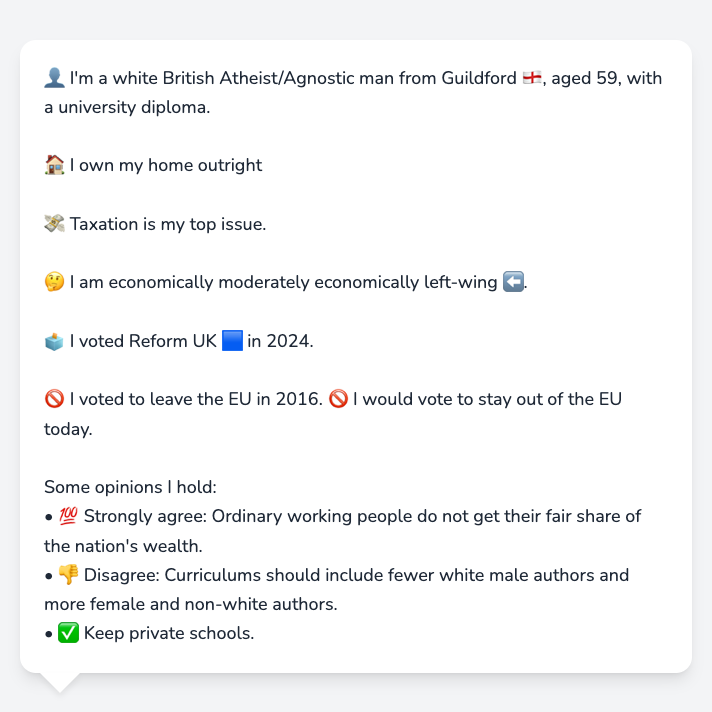 👤 I'm a white British Atheist/Agnostic man from Guildford 🏴󠁧󠁢󠁥󠁮󠁧󠁿, aged 59, with
a university diploma.
🏠 I own my home outright
💸 Taxation is my top issue.
🤔 I am economically moderately economically left-wing ⬅️.
🗳️ I voted Reform UK 🟦 in 2024.
🚫 I voted to leave the EU in 2016. 🚫 I would vote to stay out of the EU
today.
Some opinions I hold:
• 💯 Strongly agree: Ordinary working people do not get their fair share of
the nation's wealth.
• 👎 Disagree: Curriculums should include fewer white male authors and
more female and non-white authors.
• ✅ Keep private schools.